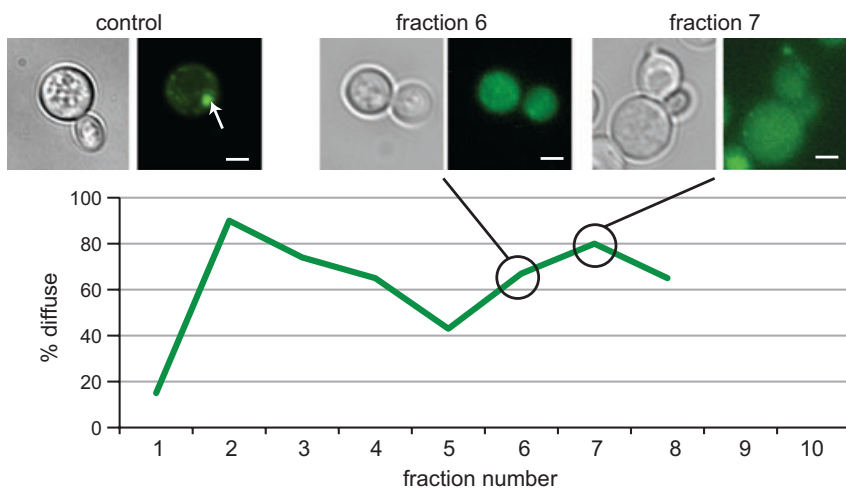 control
fraction 6
fraction 7
100
80
60
40
20
0
% diffuse
1 2 3 4 5 6 7 8 9 10
fraction number